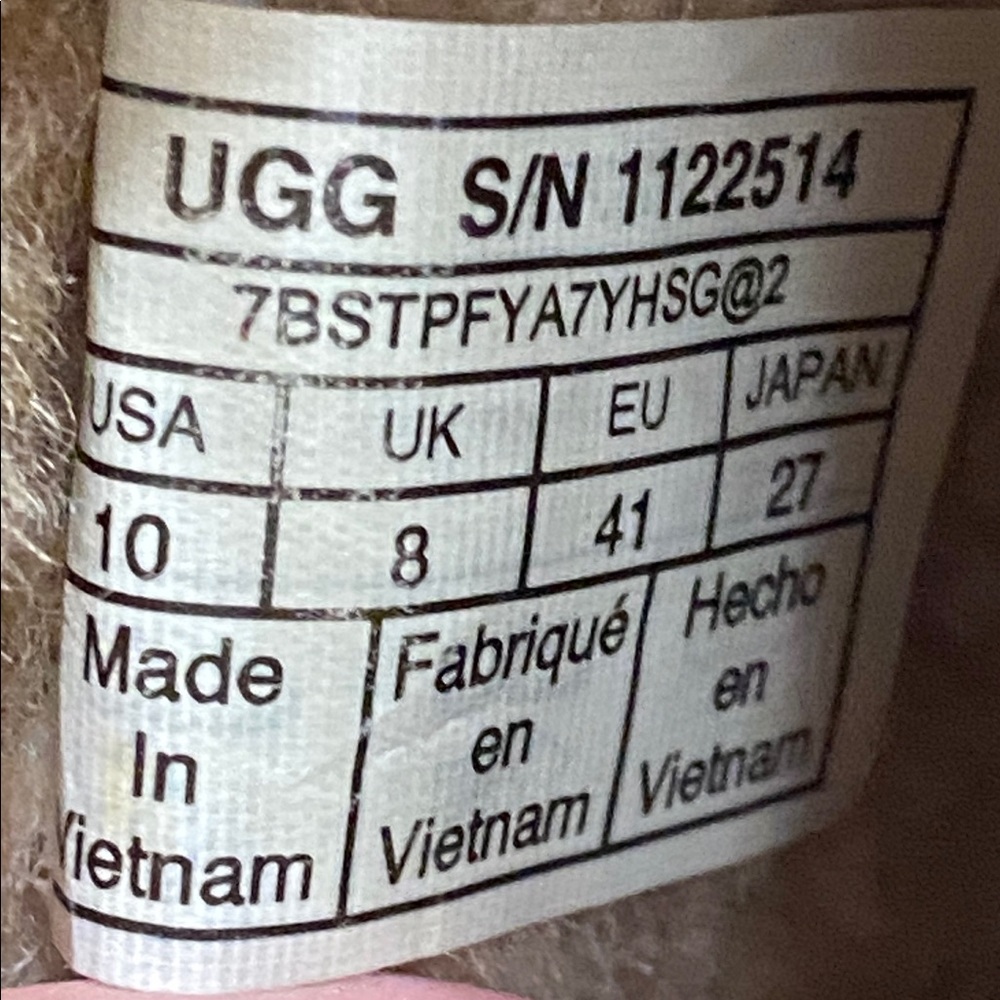 UGG S/N 1122514
7BSTPFYA7YHSG@2
USA UK EU JAPAN
10 8 41 27
Made
In
Vietnam
Fabriqué
en
Vietnam
Hecho
en
Vietnam